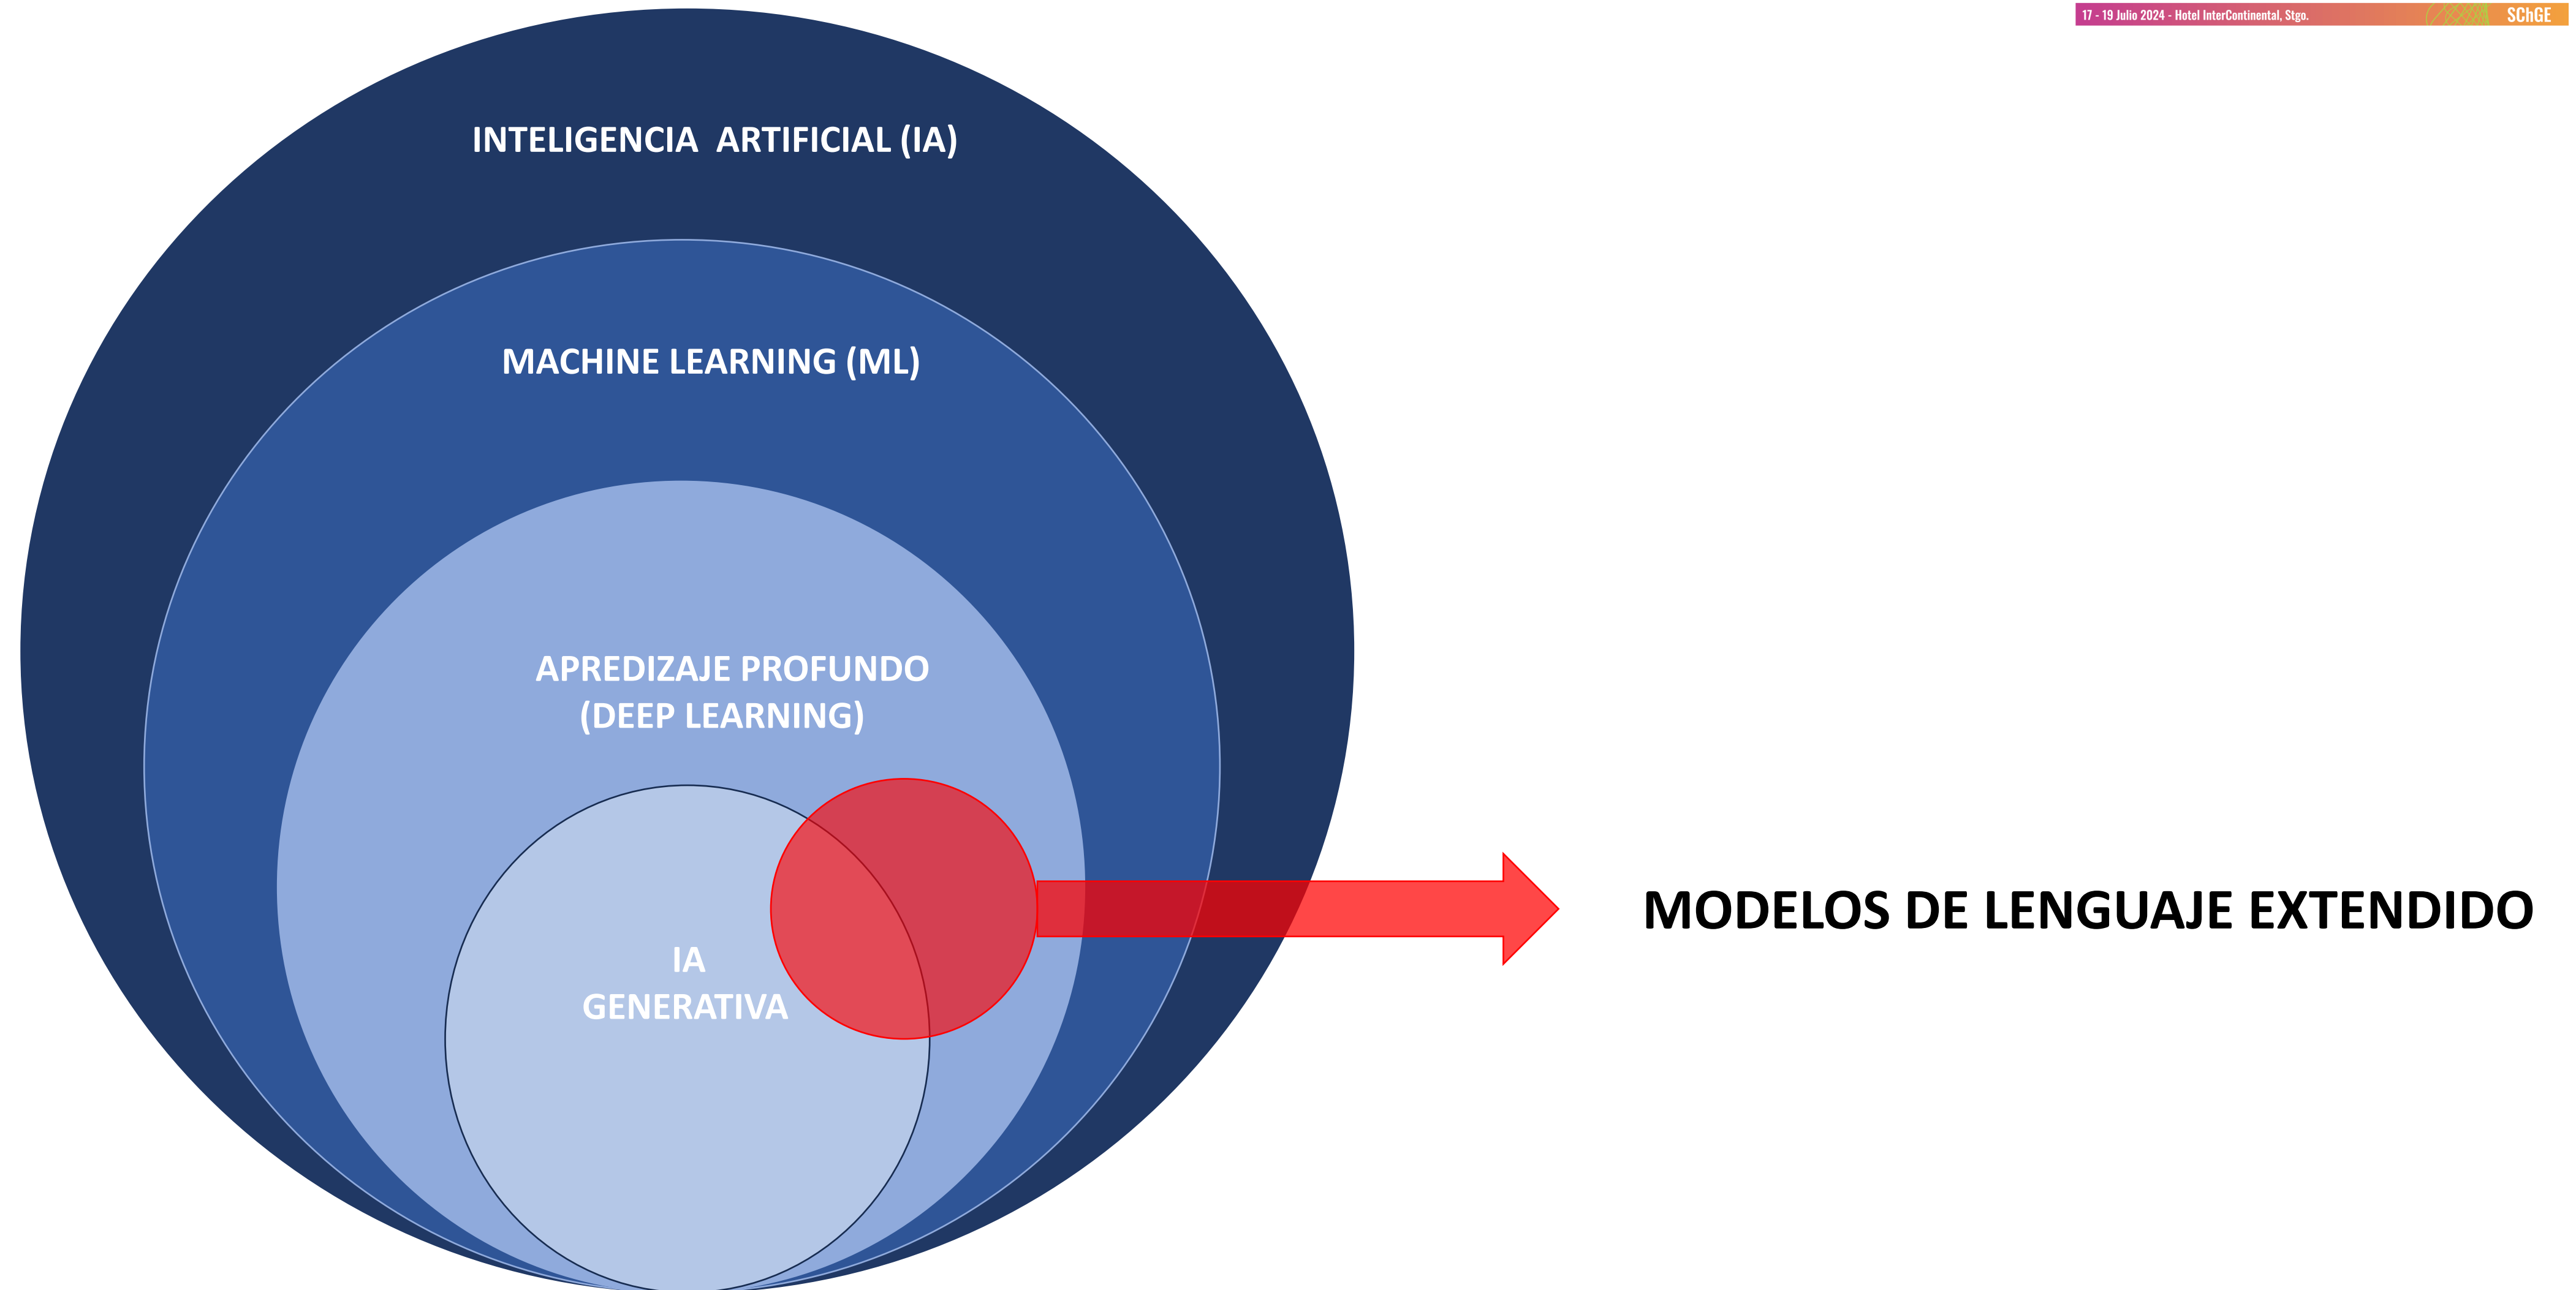 17 - 19 Julio 2024 - Hotel InterContinental, Stgo.
SChGE
INTELIGENCIA ARTIFICIAL (IA)
MACHINE LEARNING (ML)
APREDIZAJE PROFUNDO
(DEEP LEARNING)
IA
GENERATIVA
MODELOS DE LENGUAJE EXTENDIDO